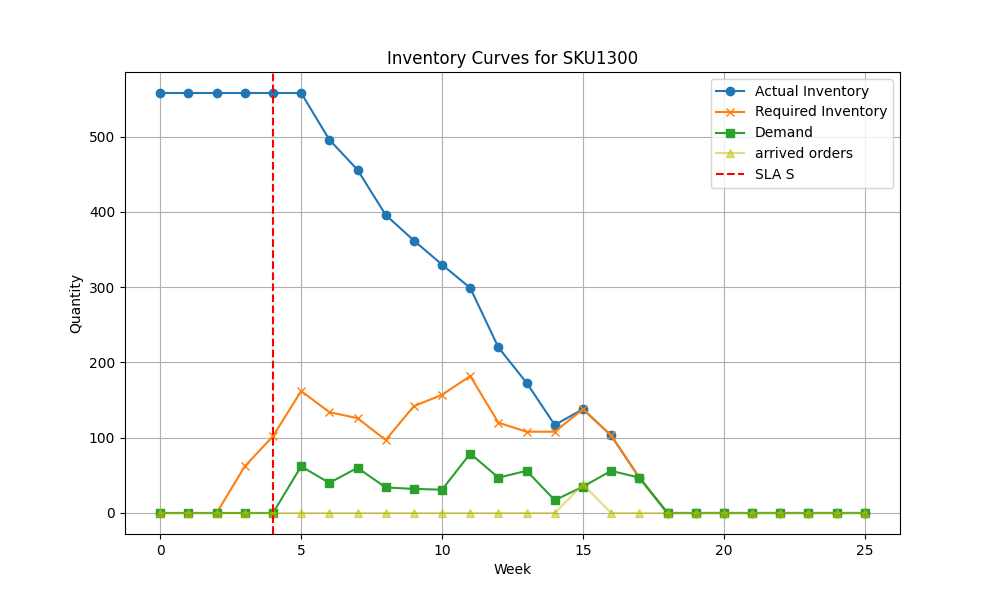 Inventory Curves for SKU1300
Actual Inventory
Required Inventory
Demand
arrived orders
SLA S
Quantity
500
400
300
200
100
0
0 5 10 15 20 25
Week